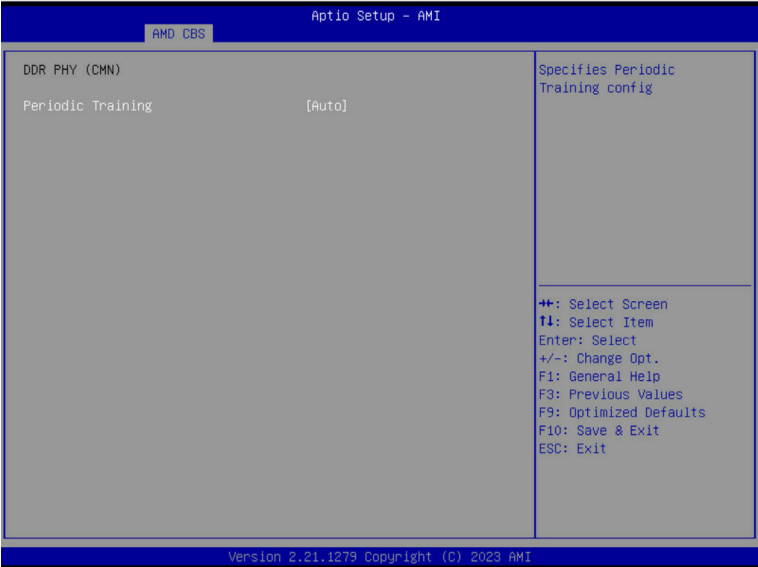 Aptio Setup - AMI
AMD CBS
DDR PHY (CMN)
Periodic Training [Auto]
Specifies Periodic
Training config
→←: Select Screen
↑↓: Select Item
Enter: Select
+/-: Change Opt.
F1: General Help
F3: Previous Values
F9: Optimized Defaults
F10: Save & Exit
ESC: Exit
Version 2.21.1279 Copyright (C) 2023 AMI